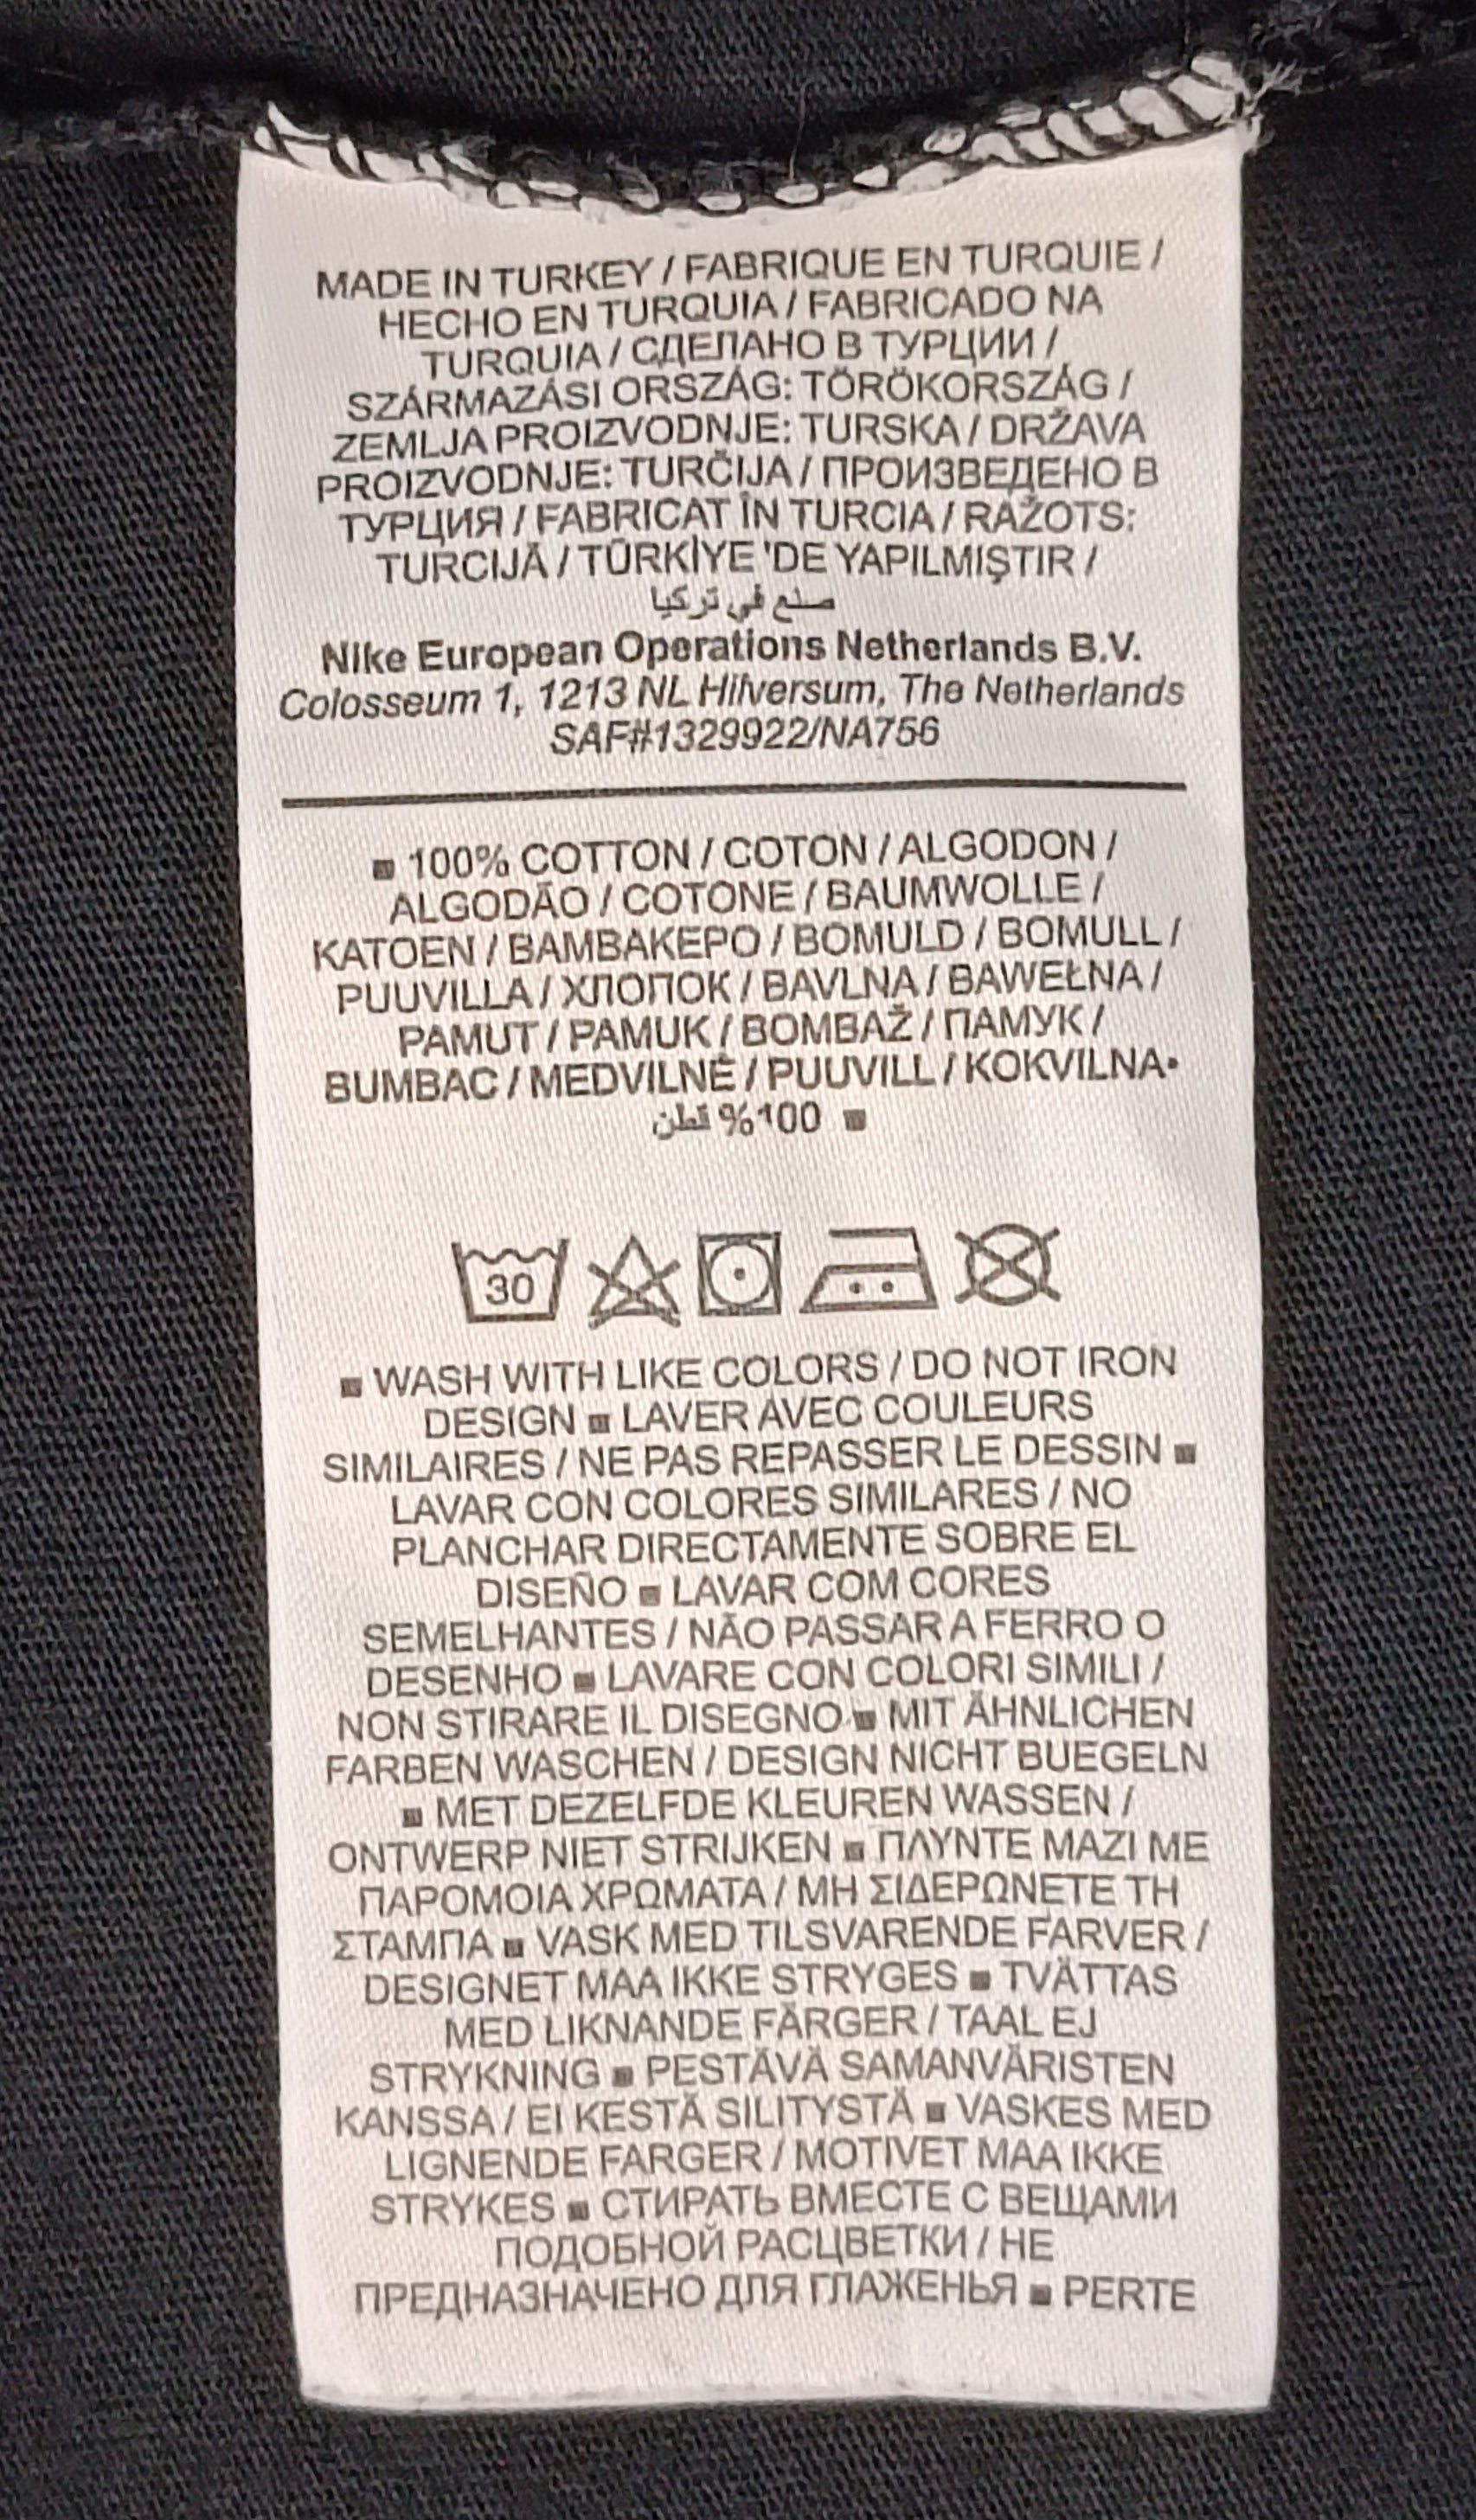 MADE IN TURKEY / FABRIQUE EN TURQUIE /
HECHO EN TURQUIA / FABRICADO NA
TURQUIA / СДЕЛАНО В ТУРЦИИ /
SZÁRMAZÁSI ORSZÁG: TÖRÖKORSZÁG /
ZEMLJA PROIZVODNJE: TURSKA / DRŽAVA
PROIZVODNJE: TURČIJA / ПРОИЗВЕДЕНО В
ТУРЦИЯ / FABRICAT ÎN TURCIA / RAŽOTS:
TURCIJĀ / TÜRKİYE 'DE YAPILMIŞTIR /
صنع في تركيا
Nike European Operations Netherlands B.V.
Colosseum 1, 1213 NL Hilversum, The Netherlands
SAF#1329922/NA756
■ 100% COTTON / COTON / ALGODON /
ALGODÃO / COTONE / BAUMWOLLE /
KATOEN / BAMBAKEPO / BOMULD / BOMULL /
PUUVILLA / ХЛОПОК / BAVLNA / BAWEŁNA /
PAMUT / PAMUK / BOMBAŽ / ПАМУК /
BUMBAC / MEDVILNĖ / PUUVILL / KOKVILNA•
■ 100% قطن
30
■ WASH WITH LIKE COLORS / DO NOT IRON
DESIGN ■ LAVER AVEC COULEURS
SIMILAIRES / NE PAS REPASSER LE DESSIN ■
LAVAR CON COLORES SIMILARES / NO
PLANCHAR DIRECTAMENTE SOBRE EL
DISEÑO ■ LAVAR COM CORES
SEMELHANTES / NÃO PASSAR A FERRO O
DESENHO ■ LAVARE CON COLORI SIMILI /
NON STIRARE IL DISEGNO ■ MIT ÄHNLICHEN
FARBEN WASCHEN / DESIGN NICHT BUEGELN
■ MET DEZELFDE KLEUREN WASSEN /
ONTWERP NIET STRIJKEN ■ ΠΛΥΝΤΕ ΜΑΖΙ ΜΕ
ΠΑΡΟΜΟΙΑ ΧΡΩΜΑΤΑ / ΜΗ ΣΙΔΕΡΩΝΕΤΕ ΤΗ
ΣΤΑΜΠΑ ■ VASK MED TILSVARENDE FARVER /
DESIGNET MAA IKKE STRYGES ■ TVÄTTAS
MED LIKNANDE FÄRGER / TAAL EJ
STRYKNING ■ PESTÄVÄ SAMANVÄRISTEN
KANSSA / EI KESTÄ SILITYSTÄ ■ VASKES MED
LIGNENDE FARGER / MOTIVET MAA IKKE
STRYKES ■ СТИРАТЬ ВМЕСТЕ С ВЕЩАМИ
ПОДОБНОЙ РАСЦВЕТКИ / НЕ
ПРЕДНАЗНАЧЕНО ДЛЯ ГЛАЖЕНЬЯ ■ PERTE